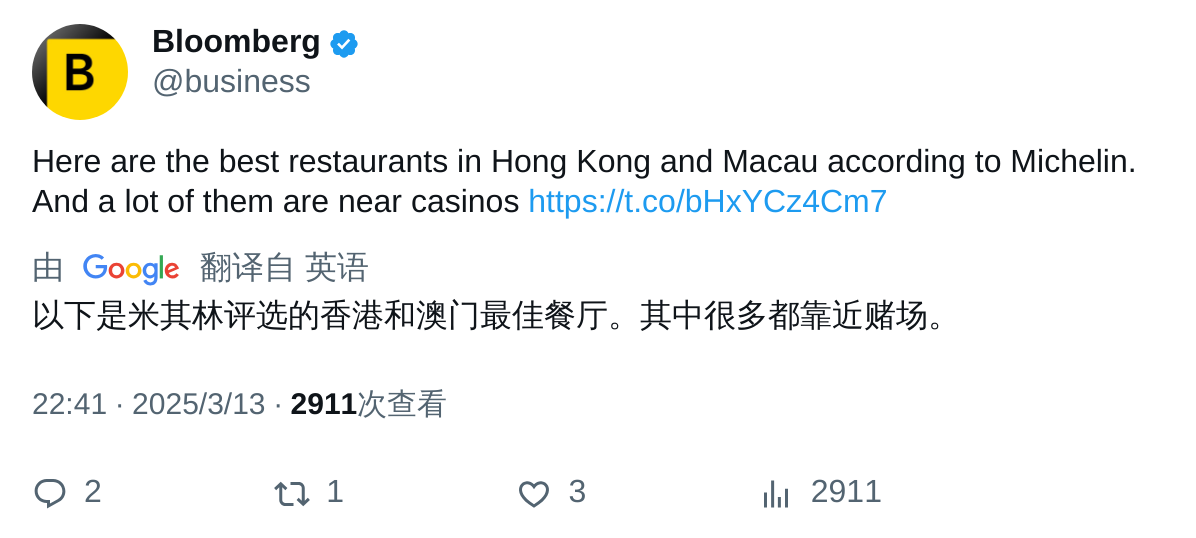 B
Bloomberg
@business
Here are the best restaurants in Hong Kong and Macau according to Michelin.
And a lot of them are near casinos https://t.co/bHxYCz4Cm7
由 Google 翻译自 英语
以下是米其林评选的香港和澳门最佳餐厅。其中很多都靠近赌场。
22:41 · 2025/3/13 · 2911次查看
2 1 3 2911